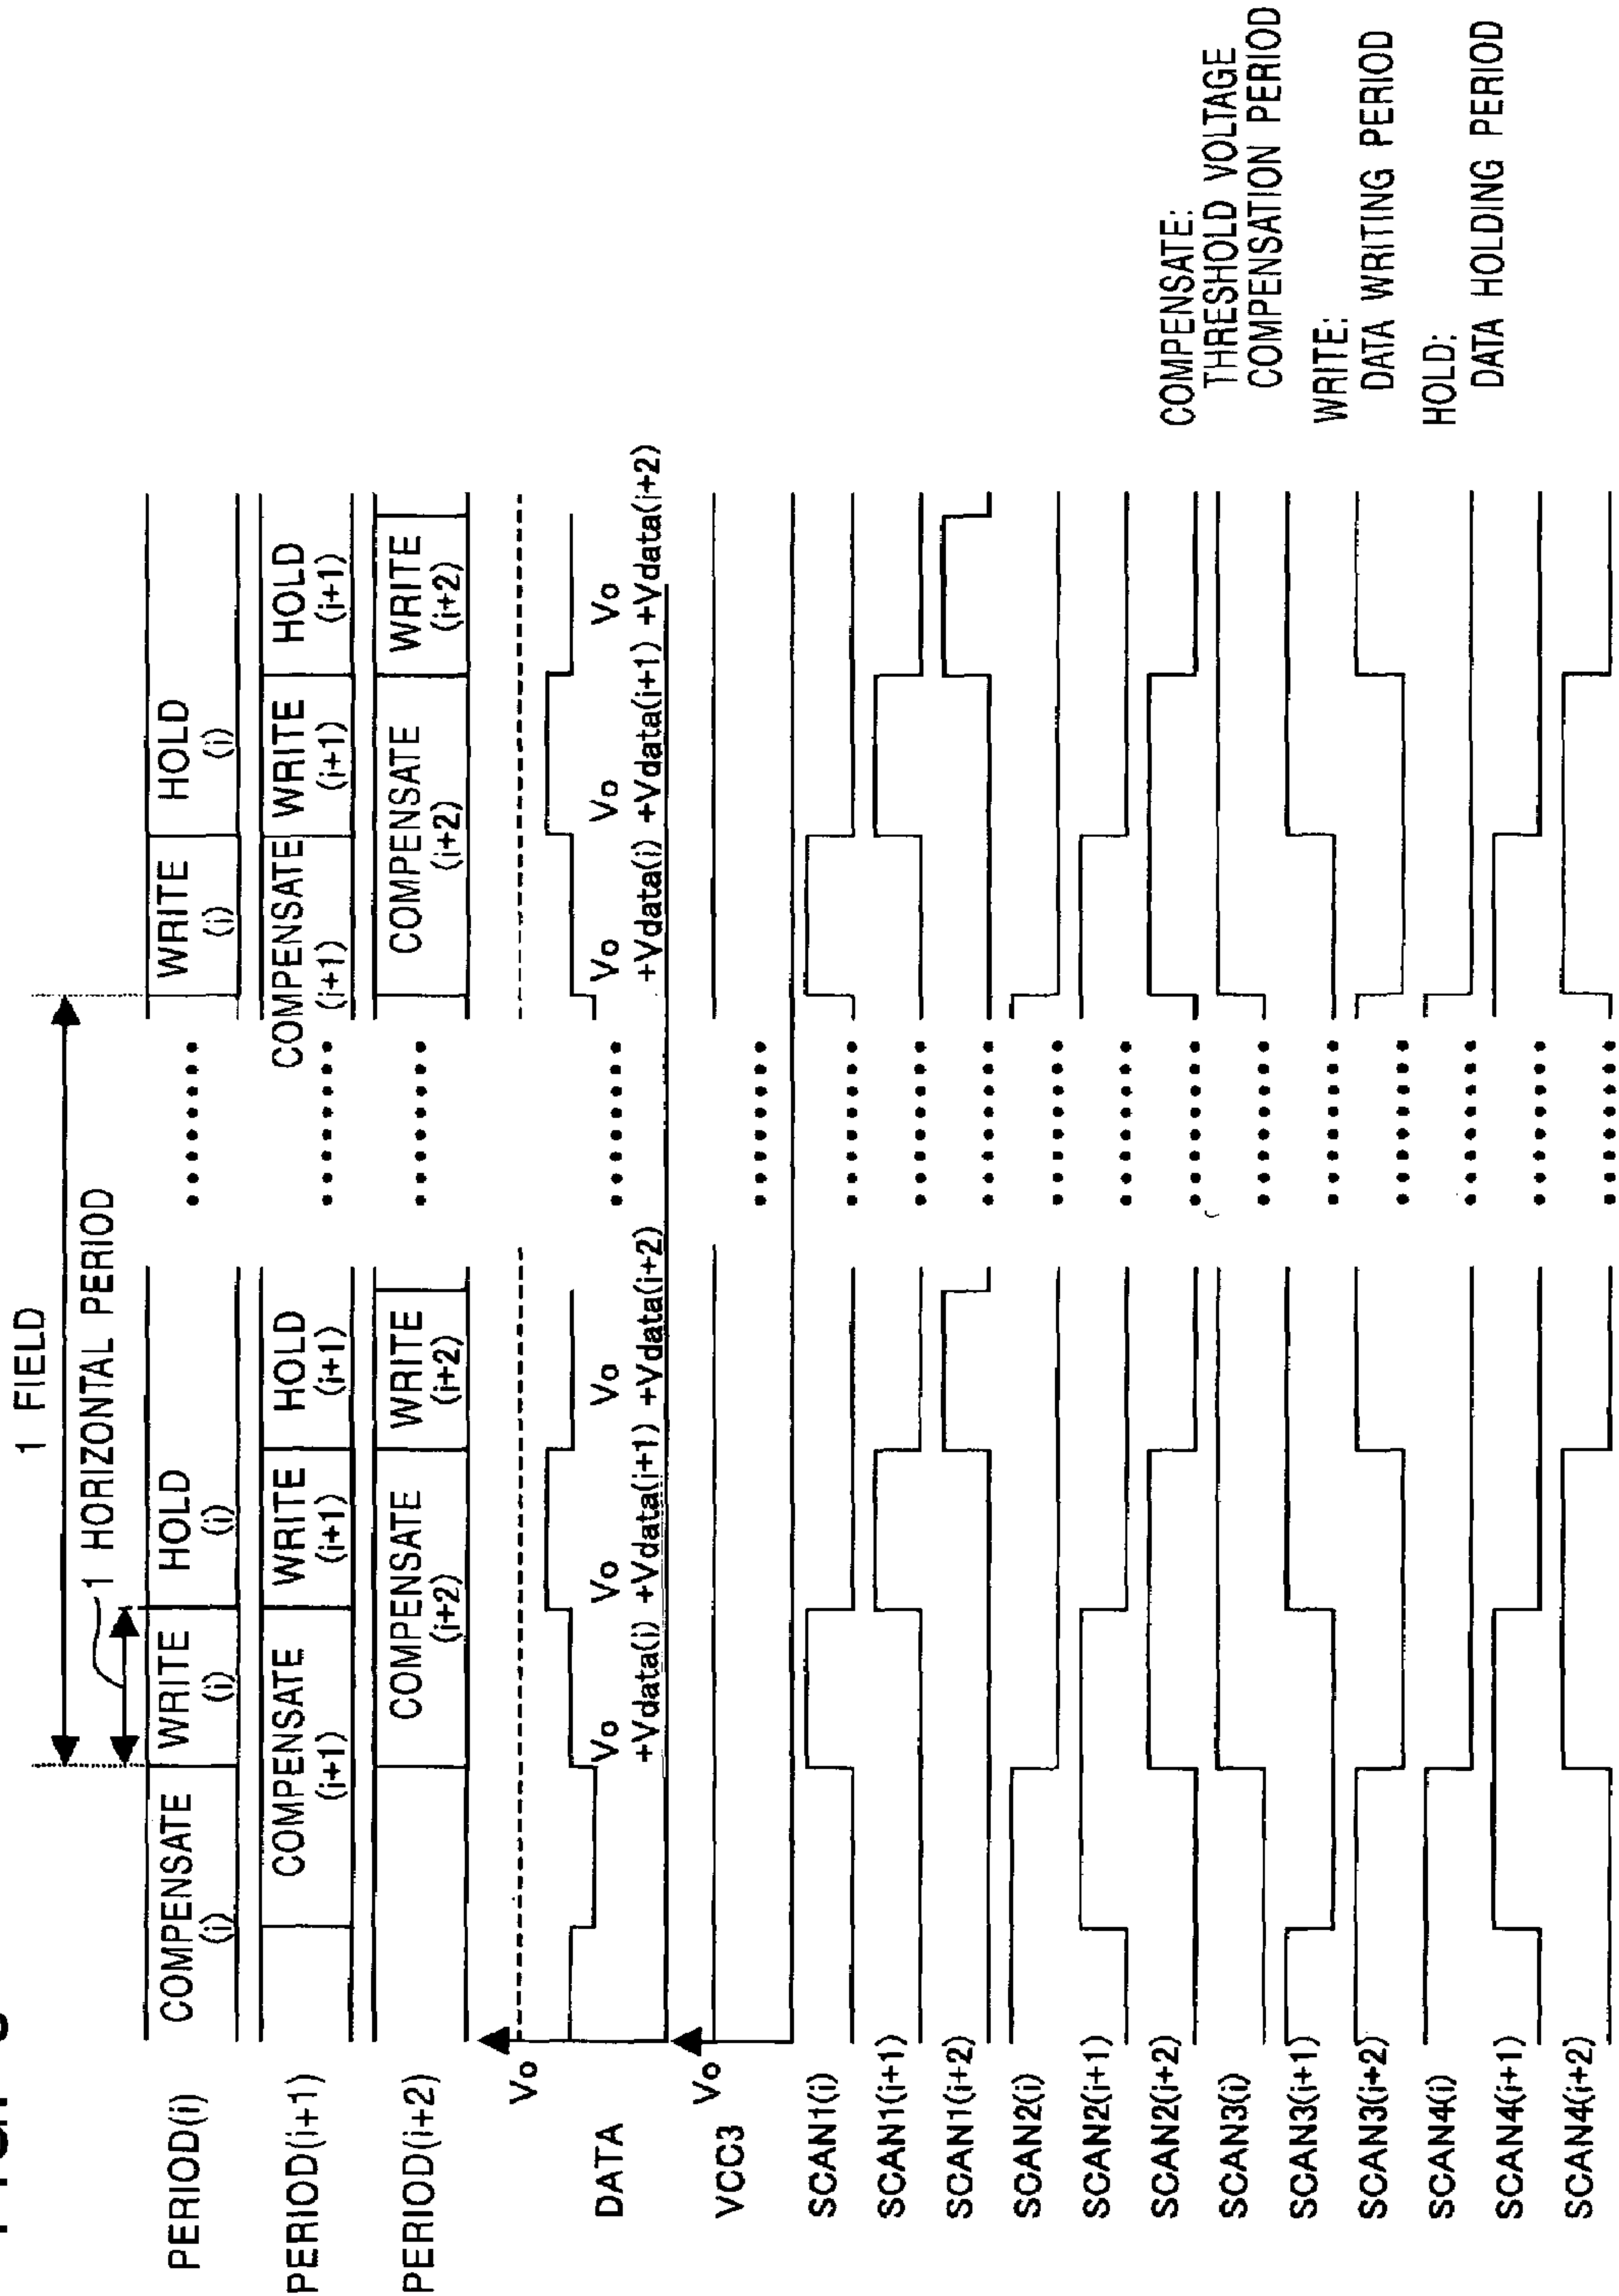 1 FIELD
1 HORIZONTAL PERIOD
PERIOD(i)
COMPENSATE
(i)
WRITE
(i)
HOLD
(i)
WRITE
(i)
HOLD
(i)
PERIOD(i+1)
COMPENSATE
(i+1)
WRITE
(i+1)
HOLD
(i+1)
COMPENSATE
(i+1)
WRITE
(i+1)
HOLD
(i+1)
PERIOD(i+2)
COMPENSATE
(i+2)
WRITE
(i+2)
COMPENSATE
(i+2)
WRITE
(i+2)
Vo
DATA
Vo
+Vdata(i)
Vo
+Vdata(i+1)
Vo
+Vdata(i+2)
Vo
+Vdata(i)
Vo
+Vdata(i+1)
Vo
+Vdata(i+2)
Vo
VCC3
SCAN1(i)
SCAN1(i+1)
SCAN1(i+2)
SCAN2(i)
SCAN2(i+1)
SCAN2(i+2)
SCAN3(i)
SCAN3(i+1)
SCAN3(i+2)
SCAN4(i)
SCAN4(i+1)
SCAN4(i+2)
COMPENSATE:
THRESHOLD VOLTAGE
COMPENSATION PERIOD
WRITE:
DATA WRITING PERIOD
HOLD:
DATA HOLDING PERIOD